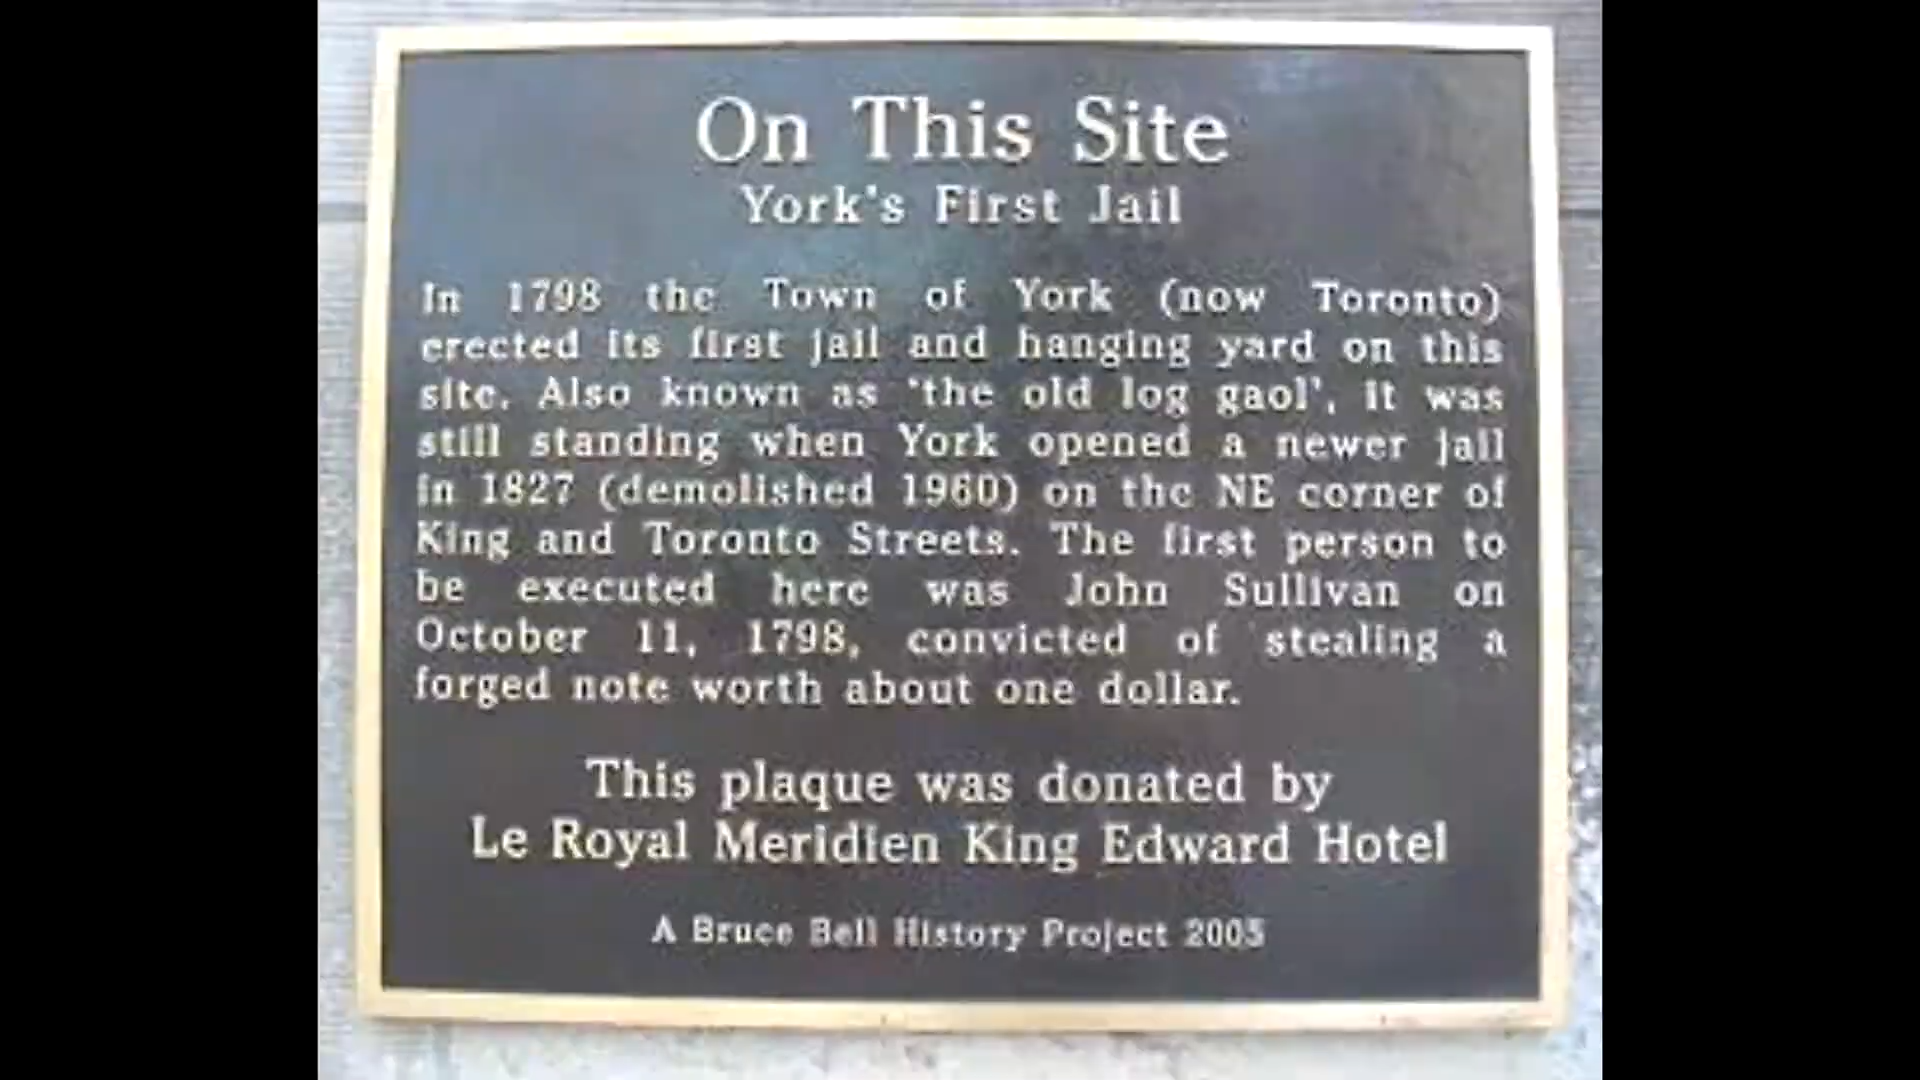 On This Site
York's First Jail
In 1798 the Town of York (now Toronto)
erected its first jail and hanging yard on this
site. Also known as 'the old log gaol', it was
still standing when York opened a newer jail
in 1827 (demolished 1960) on the NE corner of
King and Toronto Streets. The first person to
be executed here was John Sullivan on
October 11, 1798, convicted of stealing a
forged note worth about one dollar.
This plaque was donated by
Le Royal Meridien King Edward Hotel
A Bruce Bell History Project